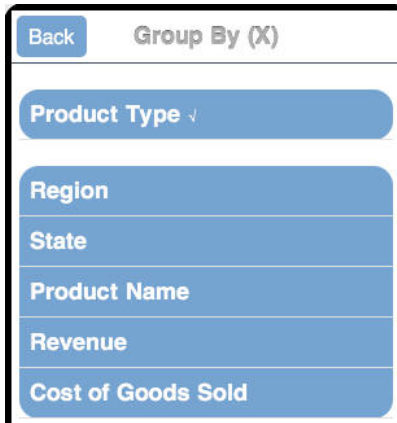 Back Group By (X)
Product Type √
Region
State
Product Name
Revenue
Cost of Goods Sold